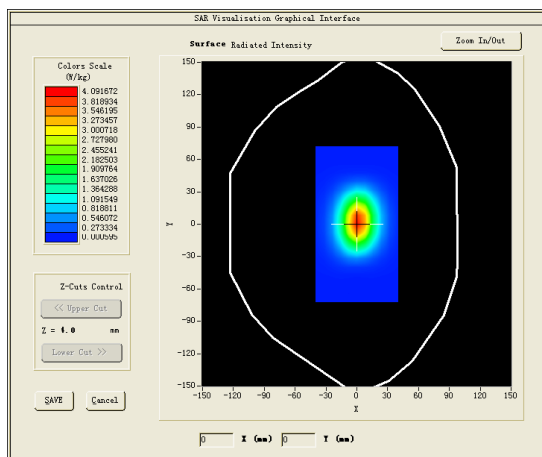 SAR Visualisation Graphical Interface
Surface Radiated Intensity
Zoom In/Out
Colors Scale
(W/kg)
4.091672
3.818934
3.546195
3.273457
3.000718
2.727980
2.455241
2.182503
1.909764
1.637026
1.364288
1.091549
0.818811
0.546072
0.273334
0.000595
150
120
90
60
30
0
-30
-60
-90
-120
-150
Y
-150 -120 -90 -60 -30 0 30 60 90 120 150
X
Z-Cuts Control
<< Upper Cut
Z = 4.0 mm
Lower Cut >>
SAVE Cancel
0 X (mm) 0 Y (mm)